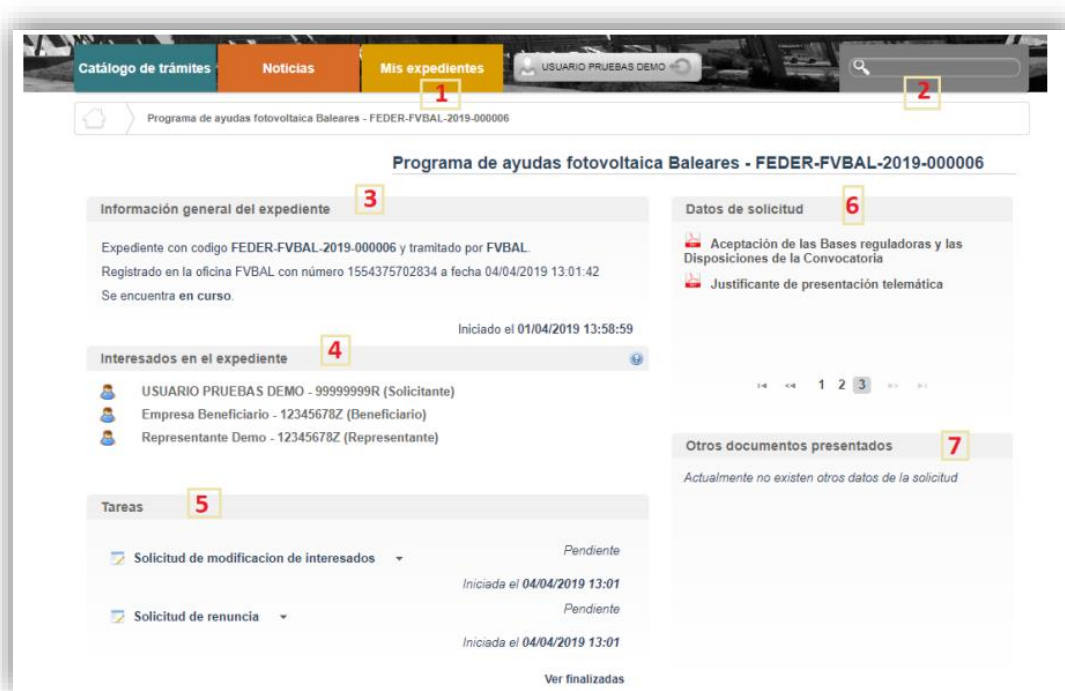 Catálogo de trámites
Noticias
Mis expedientes
USUARIO PRUEBAS DEMO
1
2
Programa de ayudas fotovoltaica Baleares - FEDER-FVBAL-2019-000006
Programa de ayudas fotovoltaica Baleares - FEDER-FVBAL-2019-000006
Información general del expediente
3
Expediente con codigo FEDER-FVBAL-2019-000006 y tramitado por FVBAL.
Registrado en la oficina FVBAL con número 1554375702834 a fecha 04/04/2019 13:01:42
Se encuentra en curso.
Iniciado el 01/04/2019 13:58:59
Interesados en el expediente
4
USUARIO PRUEBAS DEMO - 99999999R (Solicitante)
Empresa Beneficiario - 12345678Z (Beneficiario)
Representante Demo - 12345678Z (Representante)
Tareas
5
Solicitud de modificacion de interesados
Pendiente
Iniciada el 04/04/2019 13:01
Solicitud de renuncia
Pendiente
Iniciada el 04/04/2019 13:01
Ver finalizadas
Datos de solicitud
6
Aceptación de las Bases reguladoras y las
Disposiciones de la Convocatoria
Justificante de presentación telemática
1 2 3
Otros documentos presentados
7
Actualmente no existen otros datos de la solicitud